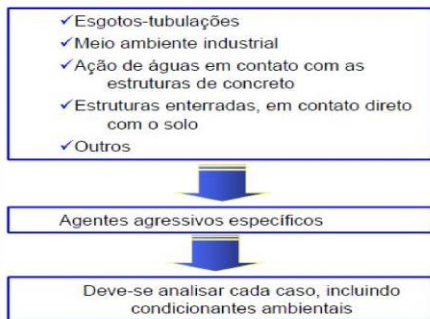 ✓Esgotos-tubulações
✓Meio ambiente industrial
✓Ação de águas em contato com as
estruturas de concreto
✓Estruturas enterradas, em contato direto
com o solo
✓Outros
Agentes agressivos específicos
Deve-se analisar cada caso, incluindo
condicionantes ambientais